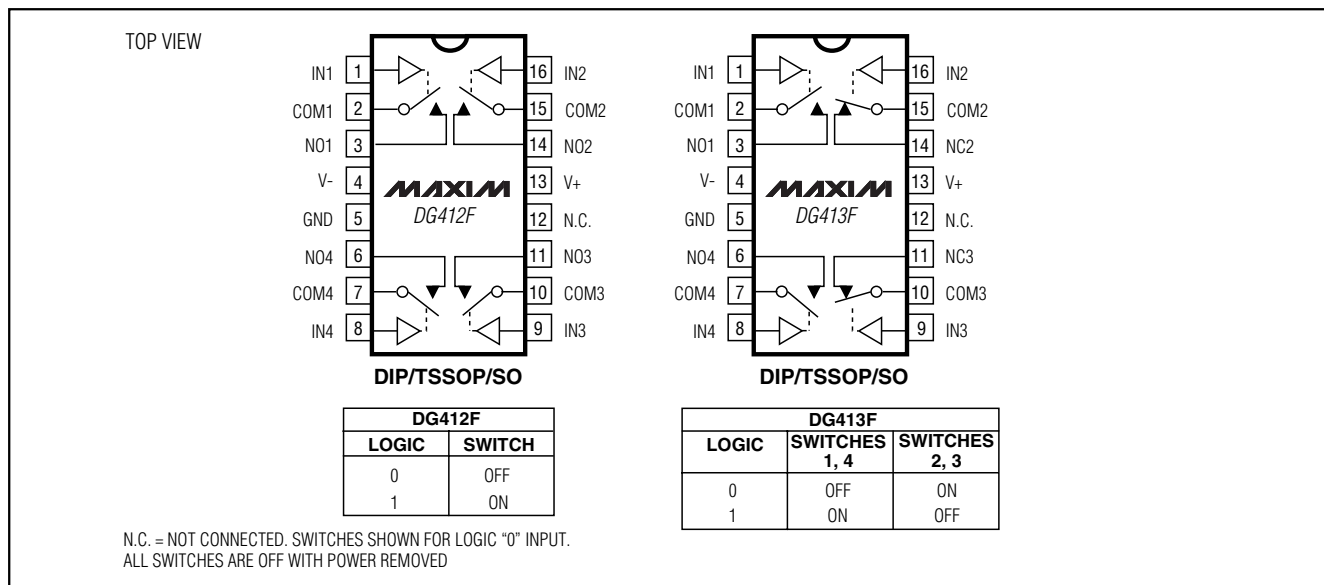 TOP VIEW
IN1 1 16 IN2
COM1 2 15 COM2
NO1 3 14 NO2
V- 4 13 V+
MAXIM
GND 5 DG412F 12 N.C.
NO4 6 11 NO3
COM4 7 10 COM3
IN4 8 9 IN3
DIP/TSSOP/SO
DG412F
LOGIC SWITCH
0 OFF
1 ON
IN1 1 16 IN2
COM1 2 15 COM2
NO1 3 14 NC2
V- 4 13 V+
MAXIM
GND 5 DG413F 12 N.C.
NO4 6 11 NC3
COM4 7 10 COM3
IN4 8 9 IN3
DIP/TSSOP/SO
DG413F
LOGIC SWITCHES 1, 4 SWITCHES 2, 3
0 OFF ON
1 ON OFF
N.C. = NOT CONNECTED. SWITCHES SHOWN FOR LOGIC “0” INPUT.
ALL SWITCHES ARE OFF WITH POWER REMOVED